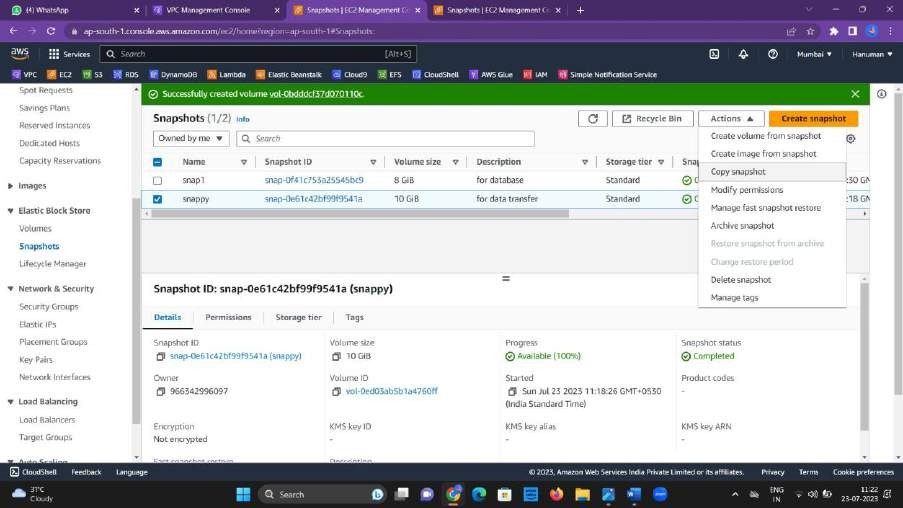 (4) WhatsApp
VPC Management Console
Snapshots | EC2 Management Co
Snapshots | EC2 Management Con
ap-south-1.console.aws.amazon.com/ec2/home?region=ap-south-1#Snapshots:
aws Services Search [Alt+S] Mumbai Hanuman
VPC EC2 S3 RDS DynamoDB Lambda Elastic Beanstalk Cloud9 EFS CloudShell AWS Glue IAM Simple Notification Service
Spot Requests
Savings Plans
Reserved Instances
Dedicated Hosts
Capacity Reservations
Images
Elastic Block Store
Volumes
Snapshots
Lifecycle Manager
Network & Security
Security Groups
Elastic IPs
Placement Groups
Key Pairs
Network Interfaces
Load Balancing
Load Balancers
Target Groups
Auto Scaling
Successfully created volume vol-0bdddcf37d070110c.
Snapshots (1/2) Info
Recycle Bin Actions Create snapshot
Owned by me Search
Name Snapshot ID Volume size Description Storage tier Snap
snap1 snap-0f41c753a25545bc9 8 GiB for database Standard :30 GM
snappy snap-0e61c42bf99f9541a 10 GiB for data transfer Standard :18 GM
Create volume from snapshot
Create image from snapshot
Copy snapshot
Modify permissions
Manage fast snapshot restore
Archive snapshot
Restore snapshot from archive
Change restore period
Delete snapshot
Manage tags
Snapshot ID: snap-0e61c42bf99f9541a (snappy)
Details Permissions Storage tier Tags
Snapshot ID Volume size Progress Snapshot status
snap-0e61c42bf99f9541a (snappy) 10 GiB Available (100%) Completed
Owner Volume ID Started Product codes
966342996097 vol-0ed03ab5b1a4760ff Sun Jul 23 2023 11:18:26 GMT+0530 -
(India Standard Time)
Encryption KMS key ID KMS key alias KMS key ARN
Not encrypted - - -
Fast snapshot restore Description
CloudShell Feedback Language © 2023, Amazon Web Services India Private Limited or its affiliates. Privacy Terms Cookie preferences
31°C
Cloudy
Search
ENG
IN
11:22
23-07-2023